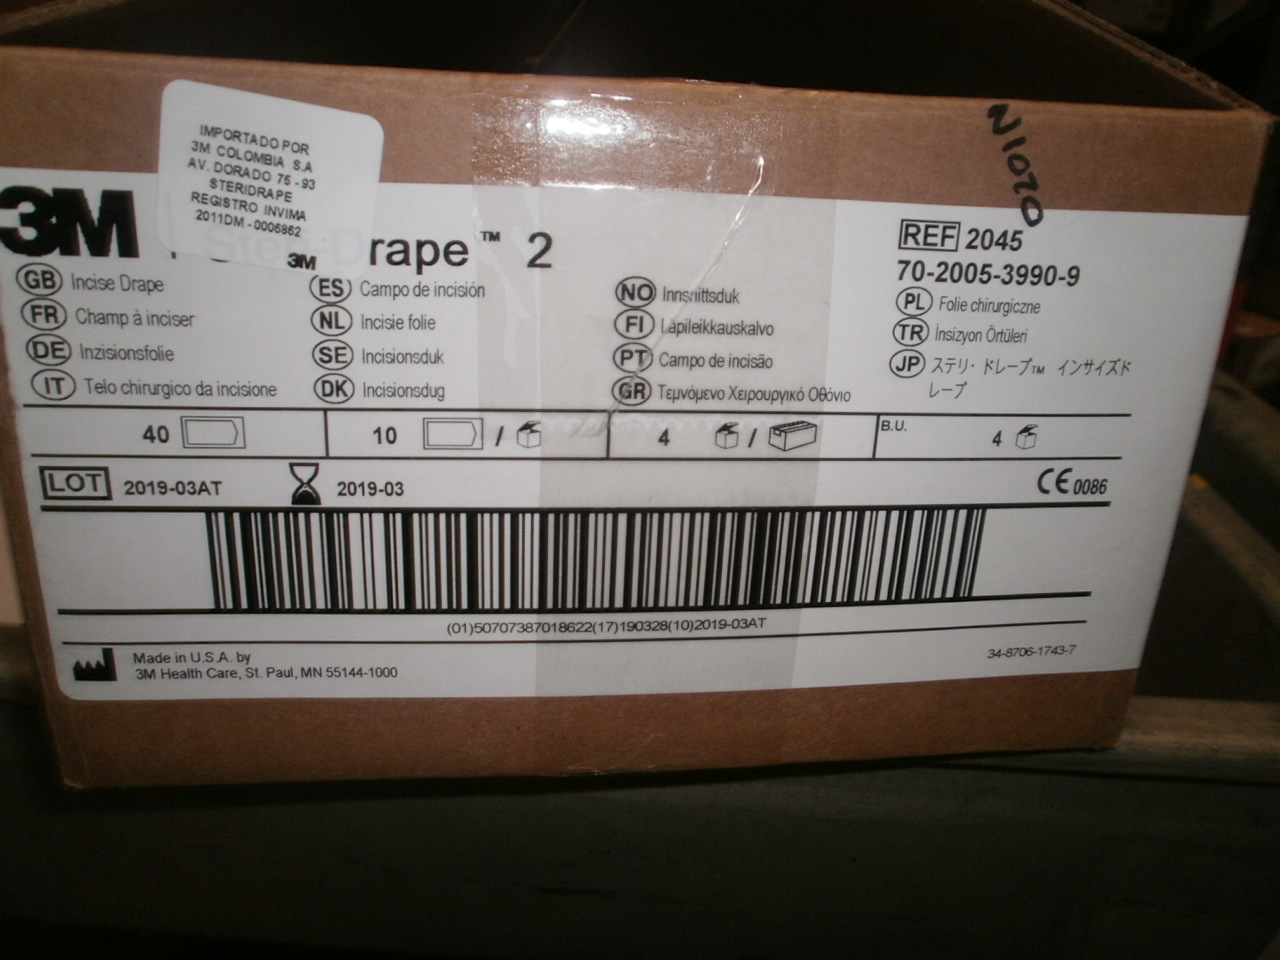 IMPORTADO POR
3M COLOMBIA S.A
AV. DORADO 75 - 93
STERIDRAPE
REGISTRO INVIMA
2011DM - 0006862
3M
N1020
3M Steri-Drape™ 2
REF 2045
70-2005-3990-9
GB Incise Drape
FR Champ à inciser
DE Inzisionsfolie
IT Telo chirurgico da incisione
ES Campo de incisión
NL Incisie folie
SE Incisionsduk
DK Incisionsdug
NO Innsnittsduk
FI Läpileikkauskalvo
PT Campo de incisão
GR Τεμνόμενο Χειρουργικό Οθόνιο
PL Folie chirurgiczne
TR İnsizyon Örtüleri
JP ステリ・ドレープ™ インサイズド
レープ
40 10 / 4 / B.U. 4
LOT 2019-03AT 2019-03 CE 0086
(01)50707387018622(17)190328(10)2019-03AT
Made in U.S.A. by
3M Health Care, St. Paul, MN 55144-1000
34-8706-1743-7